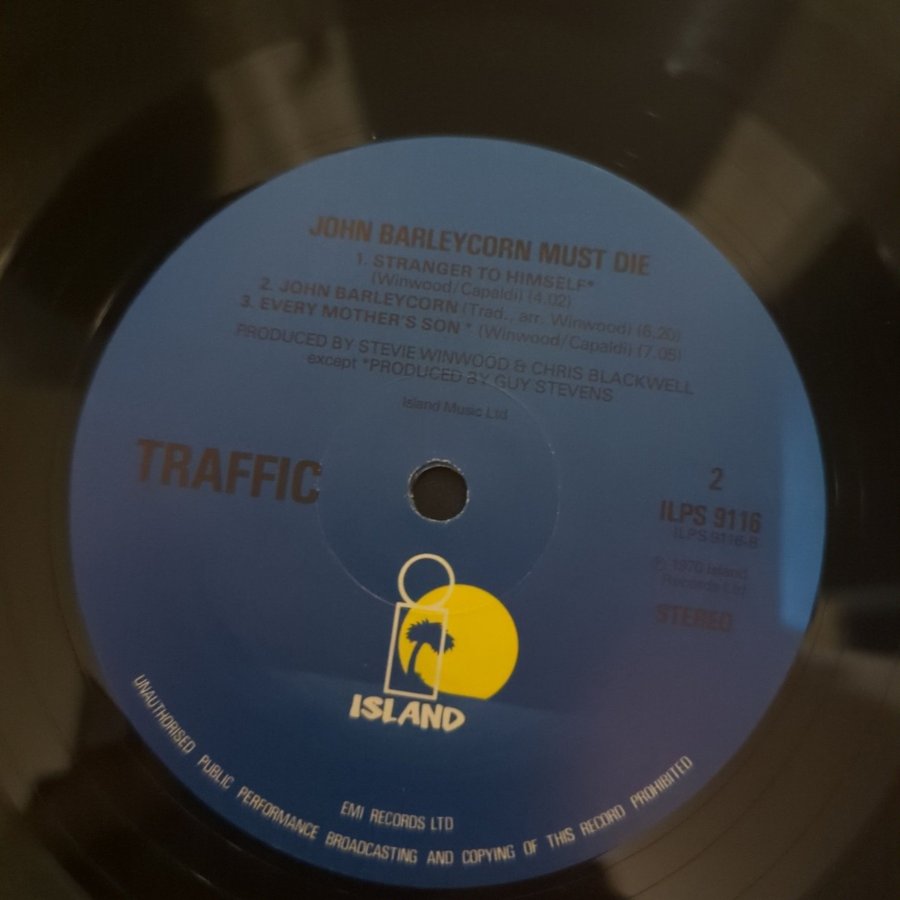 JOHN BARLEYCORN MUST DIE
1. STRANGER TO HIMSELF*
(Winwood/Capaldi) (4.02)
2. JOHN BARLEYCORN (Trad., arr. Winwood) (6.20)
3. EVERY MOTHER'S SON * (Winwood/Capaldi) (7.05)
PRODUCED BY STEVIE WINWOOD & CHRIS BLACKWELL
except *PRODUCED BY GUY STEVENS
Island Music Ltd
TRAFFIC
2
ILPS 9116
ILPS 9116-B
℗ 1970 Island
Records Ltd
STEREO
ISLAND
EMI RECORDS LTD
UNAUTHORISED PUBLIC PERFORMANCE BROADCASTING AND COPYING OF THIS RECORD PROHIBITED